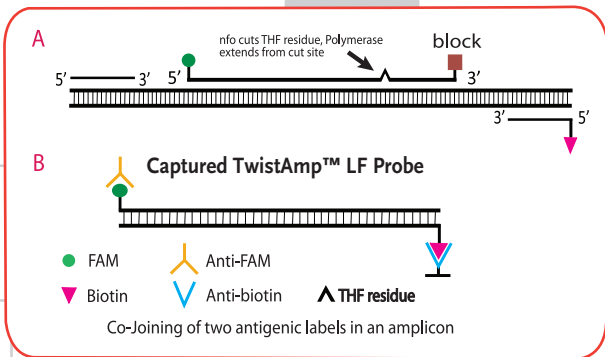 A
nfo cuts THF residue, Polymerase
extends from cut site
block
5’ 3’ 5’ 3’
3’ 5’
B
Captured TwistAmp™ LF Probe
FAM Anti-FAM
Biotin Anti-biotin THF residue
Co-Joining of two antigenic labels in an amplicon